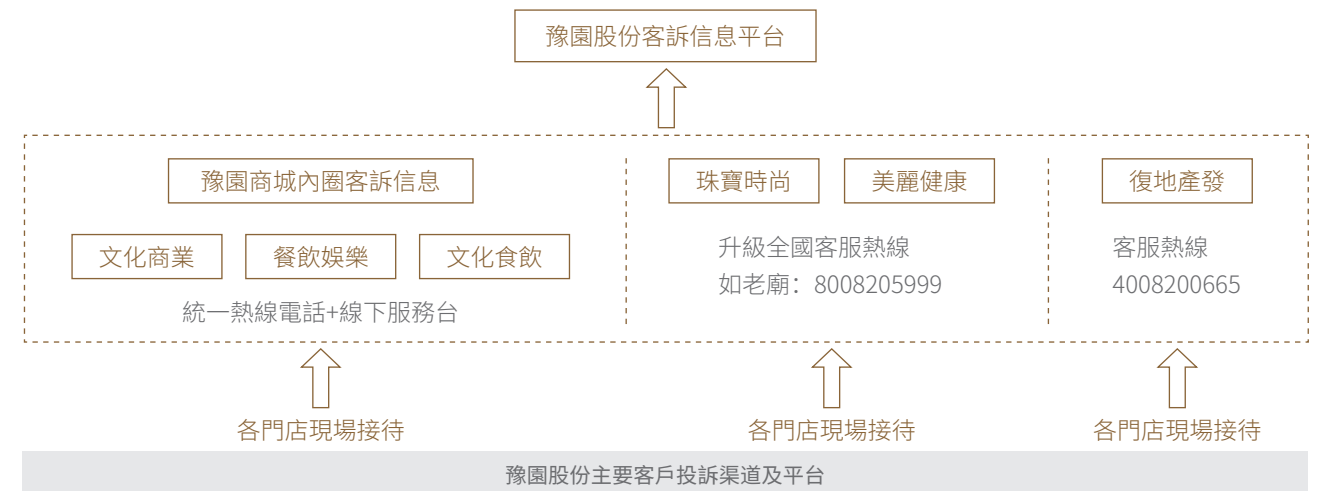 豫園股份客訴信息平台
豫園商城內圈客訴信息
文化商業
餐飲娛樂
文化食飲
統一熱線電話+線下服務台
珠寶時尚
美麗健康
升級全國客服熱線
如老廟：8008205999
復地產發
客服熱線
4008200665
各門店現場接待
各門店現場接待
各門店現場接待
豫園股份主要客戶投訴渠道及平台